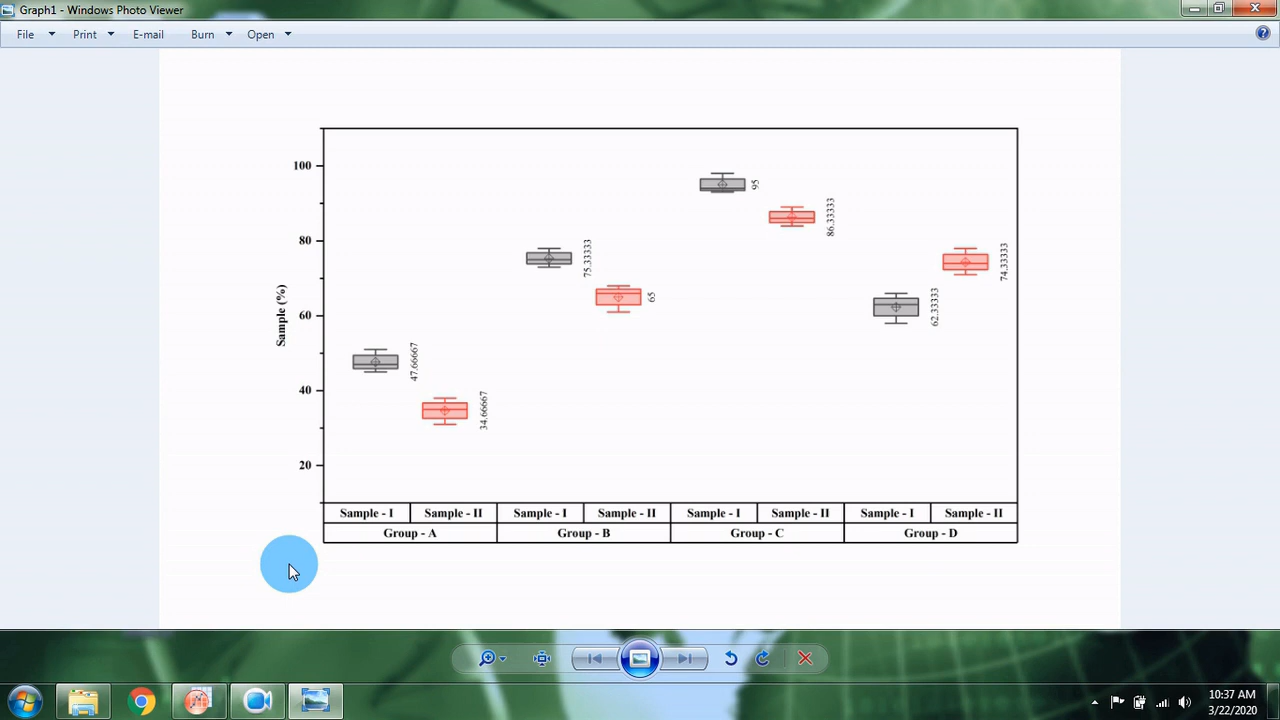 Graph1 - Windows Photo Viewer
File Print E-mail Burn Open
100
95
86.33333
80
75.33333
74.33333
65
62.33333
Sample (%)
60
47.66667
40
34.66667
20
Sample - I Sample - II Sample - I Sample - II Sample - I Sample - II Sample - I Sample - II
Group - A Group - B Group - C Group - D
10:37 AM
3/22/2020